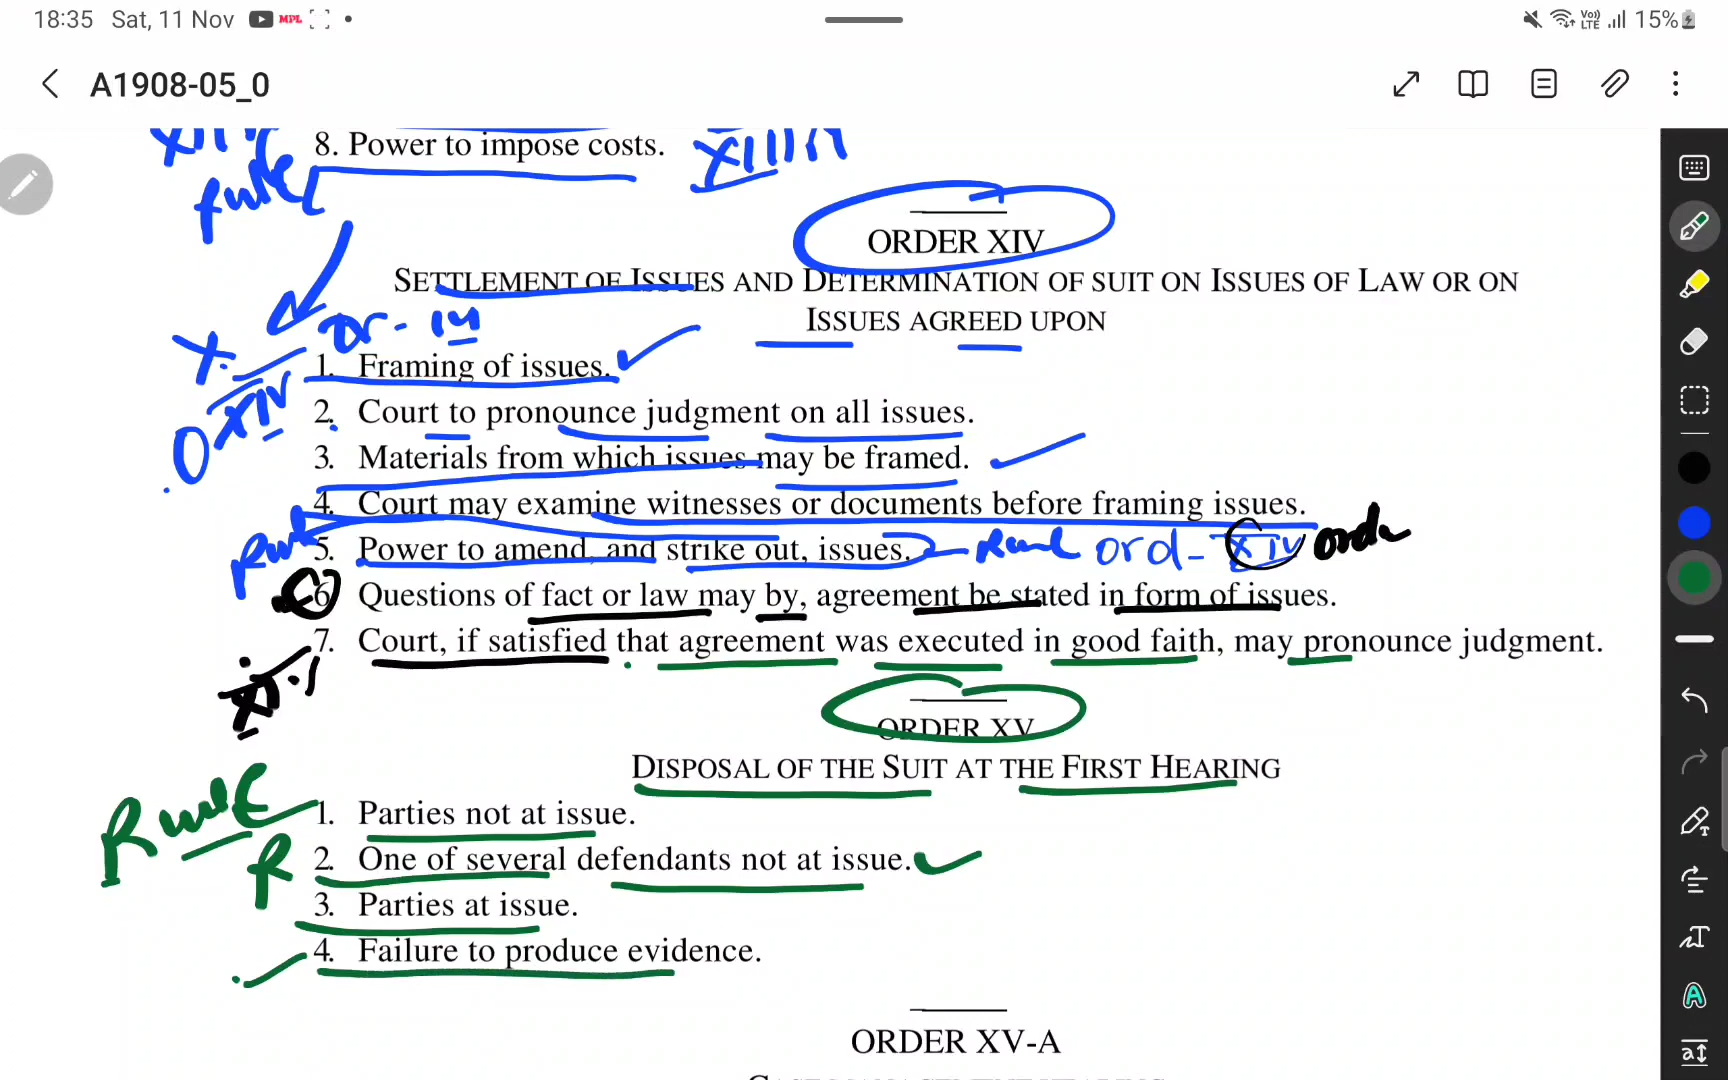 18:35 Sat, 11 Nov MPL Vo)) LTE 15%
A1908-05_0
8. Power to impose costs.
ORDER XIV
SETTLEMENT OF ISSUES AND DETERMINATION OF SUIT ON ISSUES OF LAW OR ON
ISSUES AGREED UPON
or - 14
1. Framing of issues.
XIV
2. Court to pronounce judgment on all issues.
3. Materials from which issues may be framed.
4. Court may examine witnesses or documents before framing issues.
5. Power to amend, and strike out, issues. Rul ord - XIV orde
6. Questions of fact or law may by, agreement be stated in form of issues.
7. Court, if satisfied that agreement was executed in good faith, may pronounce judgment.
ORDER XV
DISPOSAL OF THE SUIT AT THE FIRST HEARING
Rule 1. Parties not at issue.
R 2. One of several defendants not at issue.
3. Parties at issue.
4. Failure to produce evidence.
ORDER XV-A